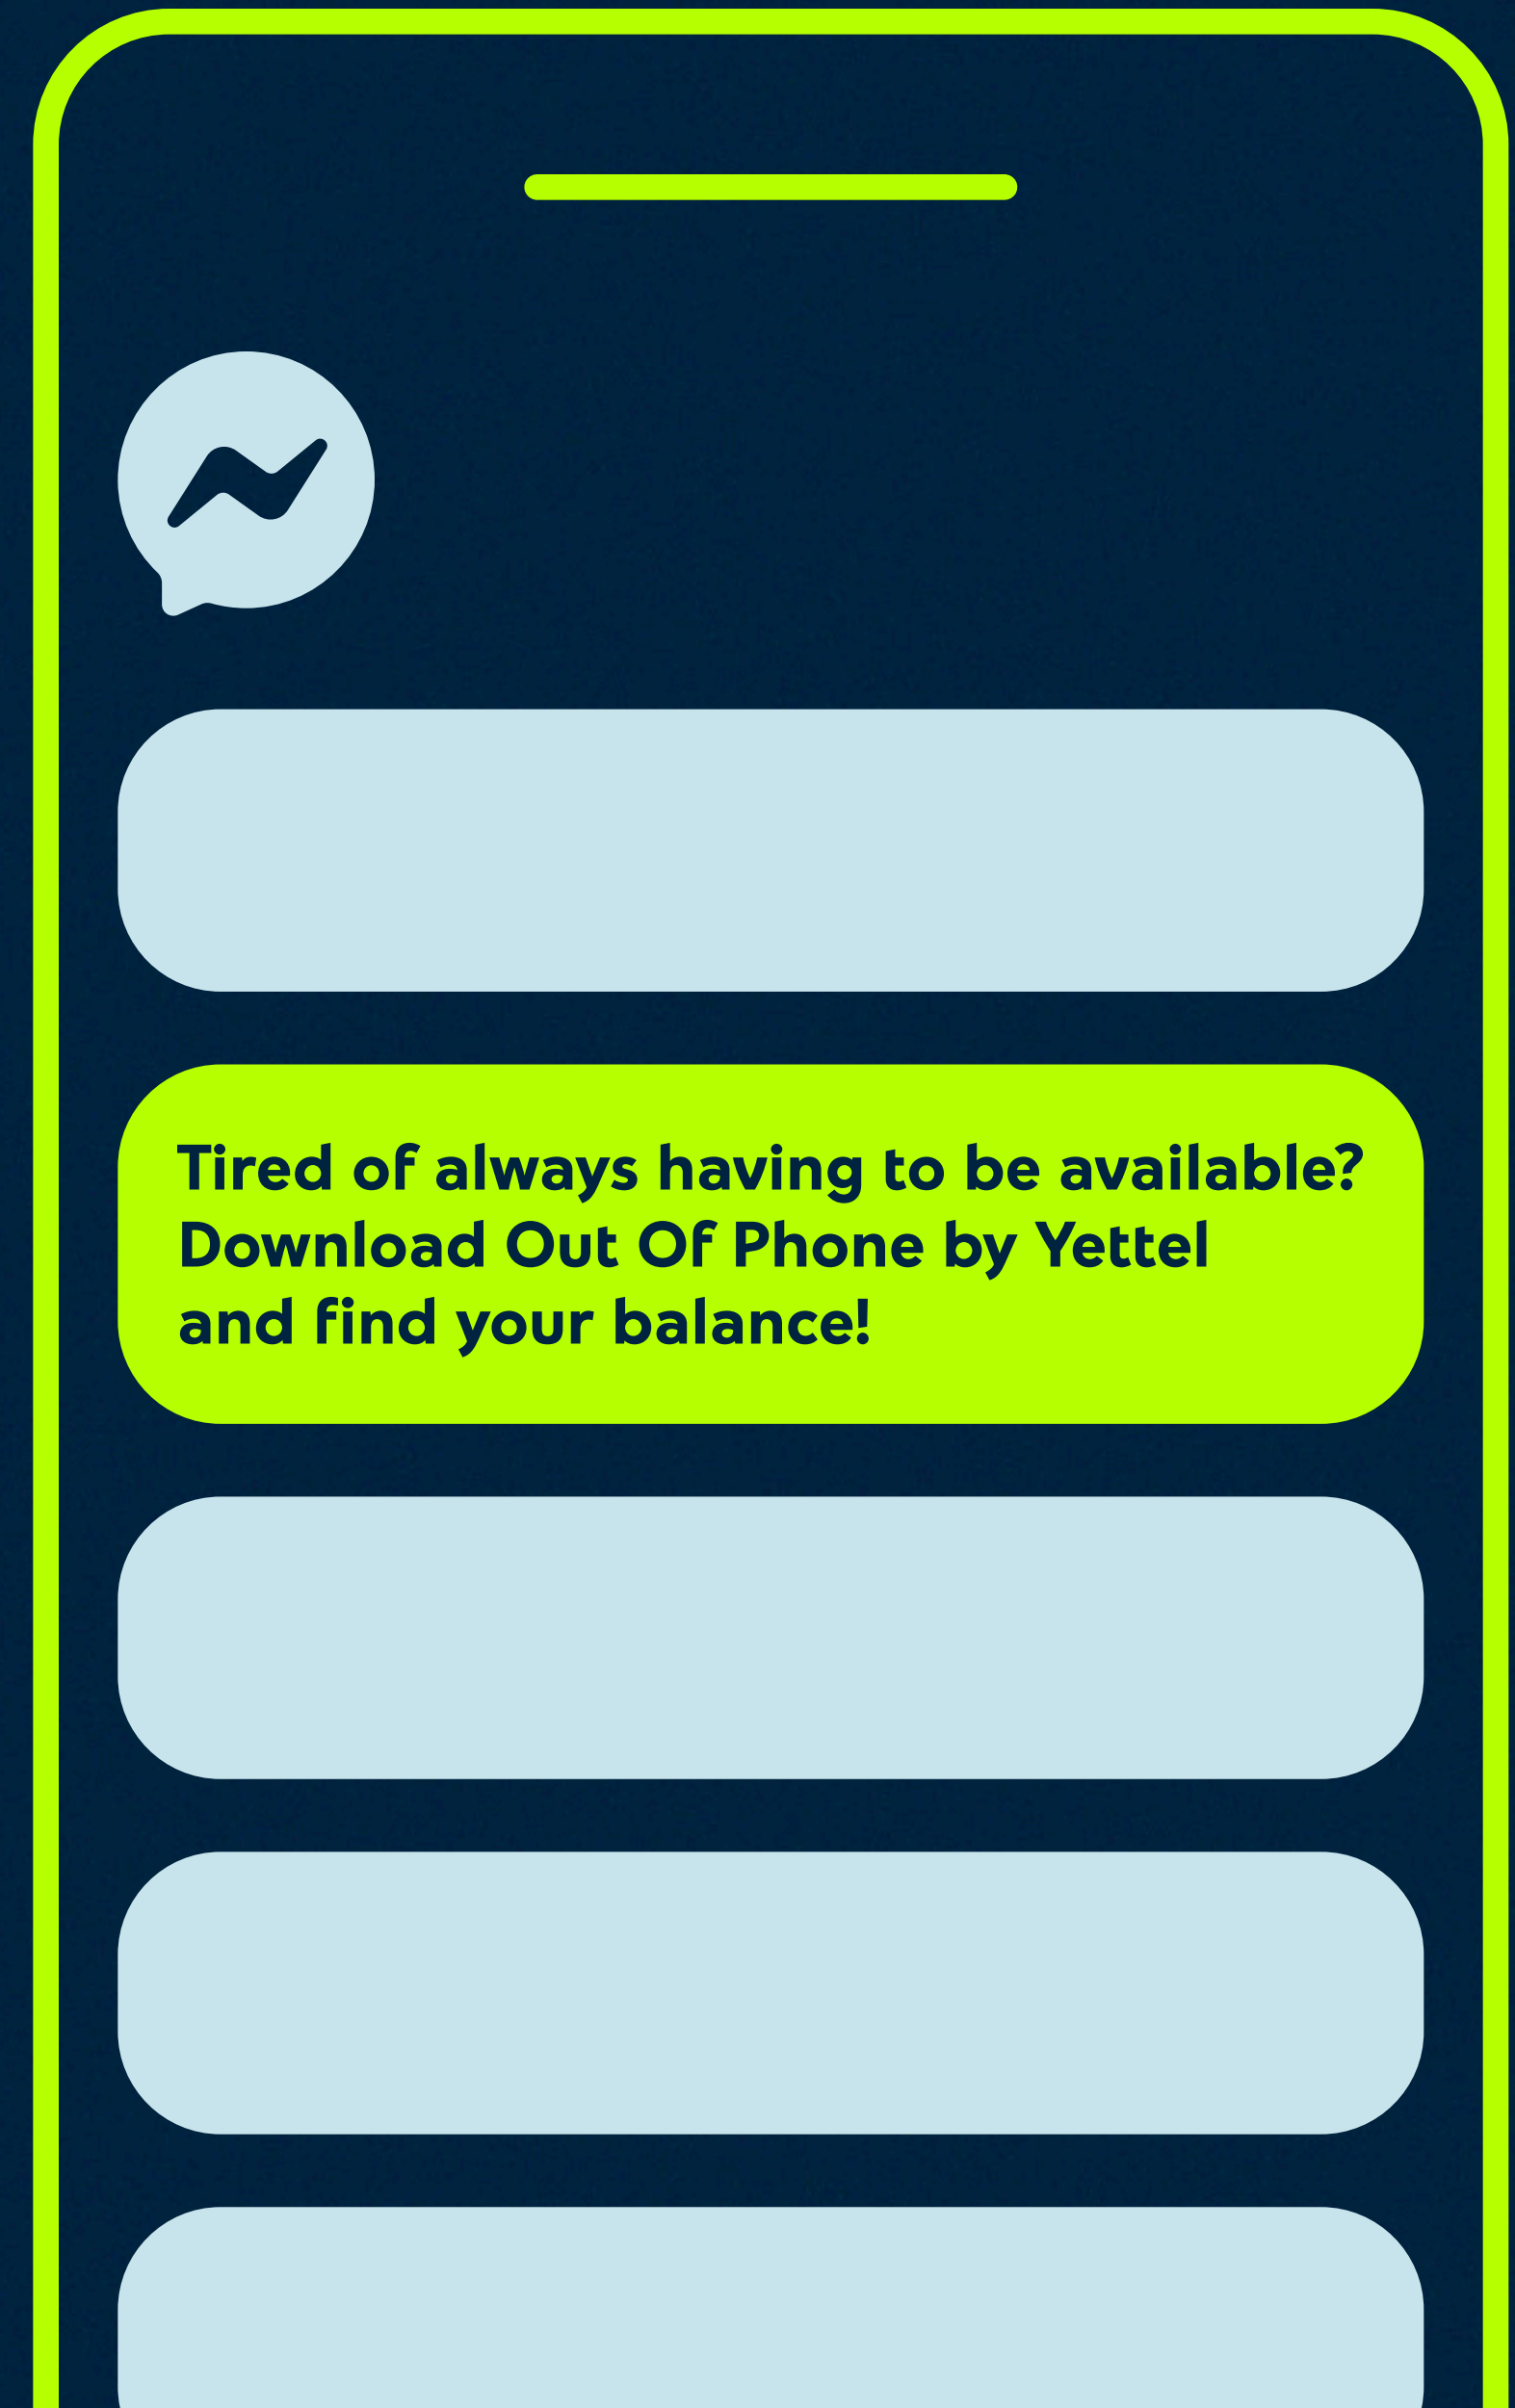 Tired of always having to be available?
Download Out Of Phone by Yettel
and find your balance!